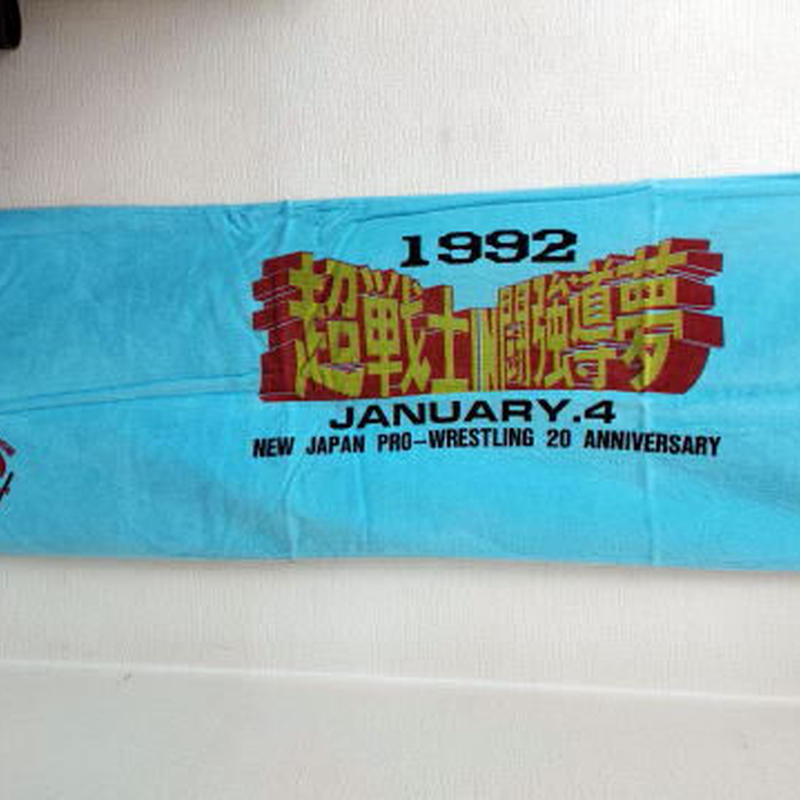 1992
超戦士IN闘強導夢
JANUARY.4
NEW JAPAN PRO-WRESTLING 20 ANNIVERSARY